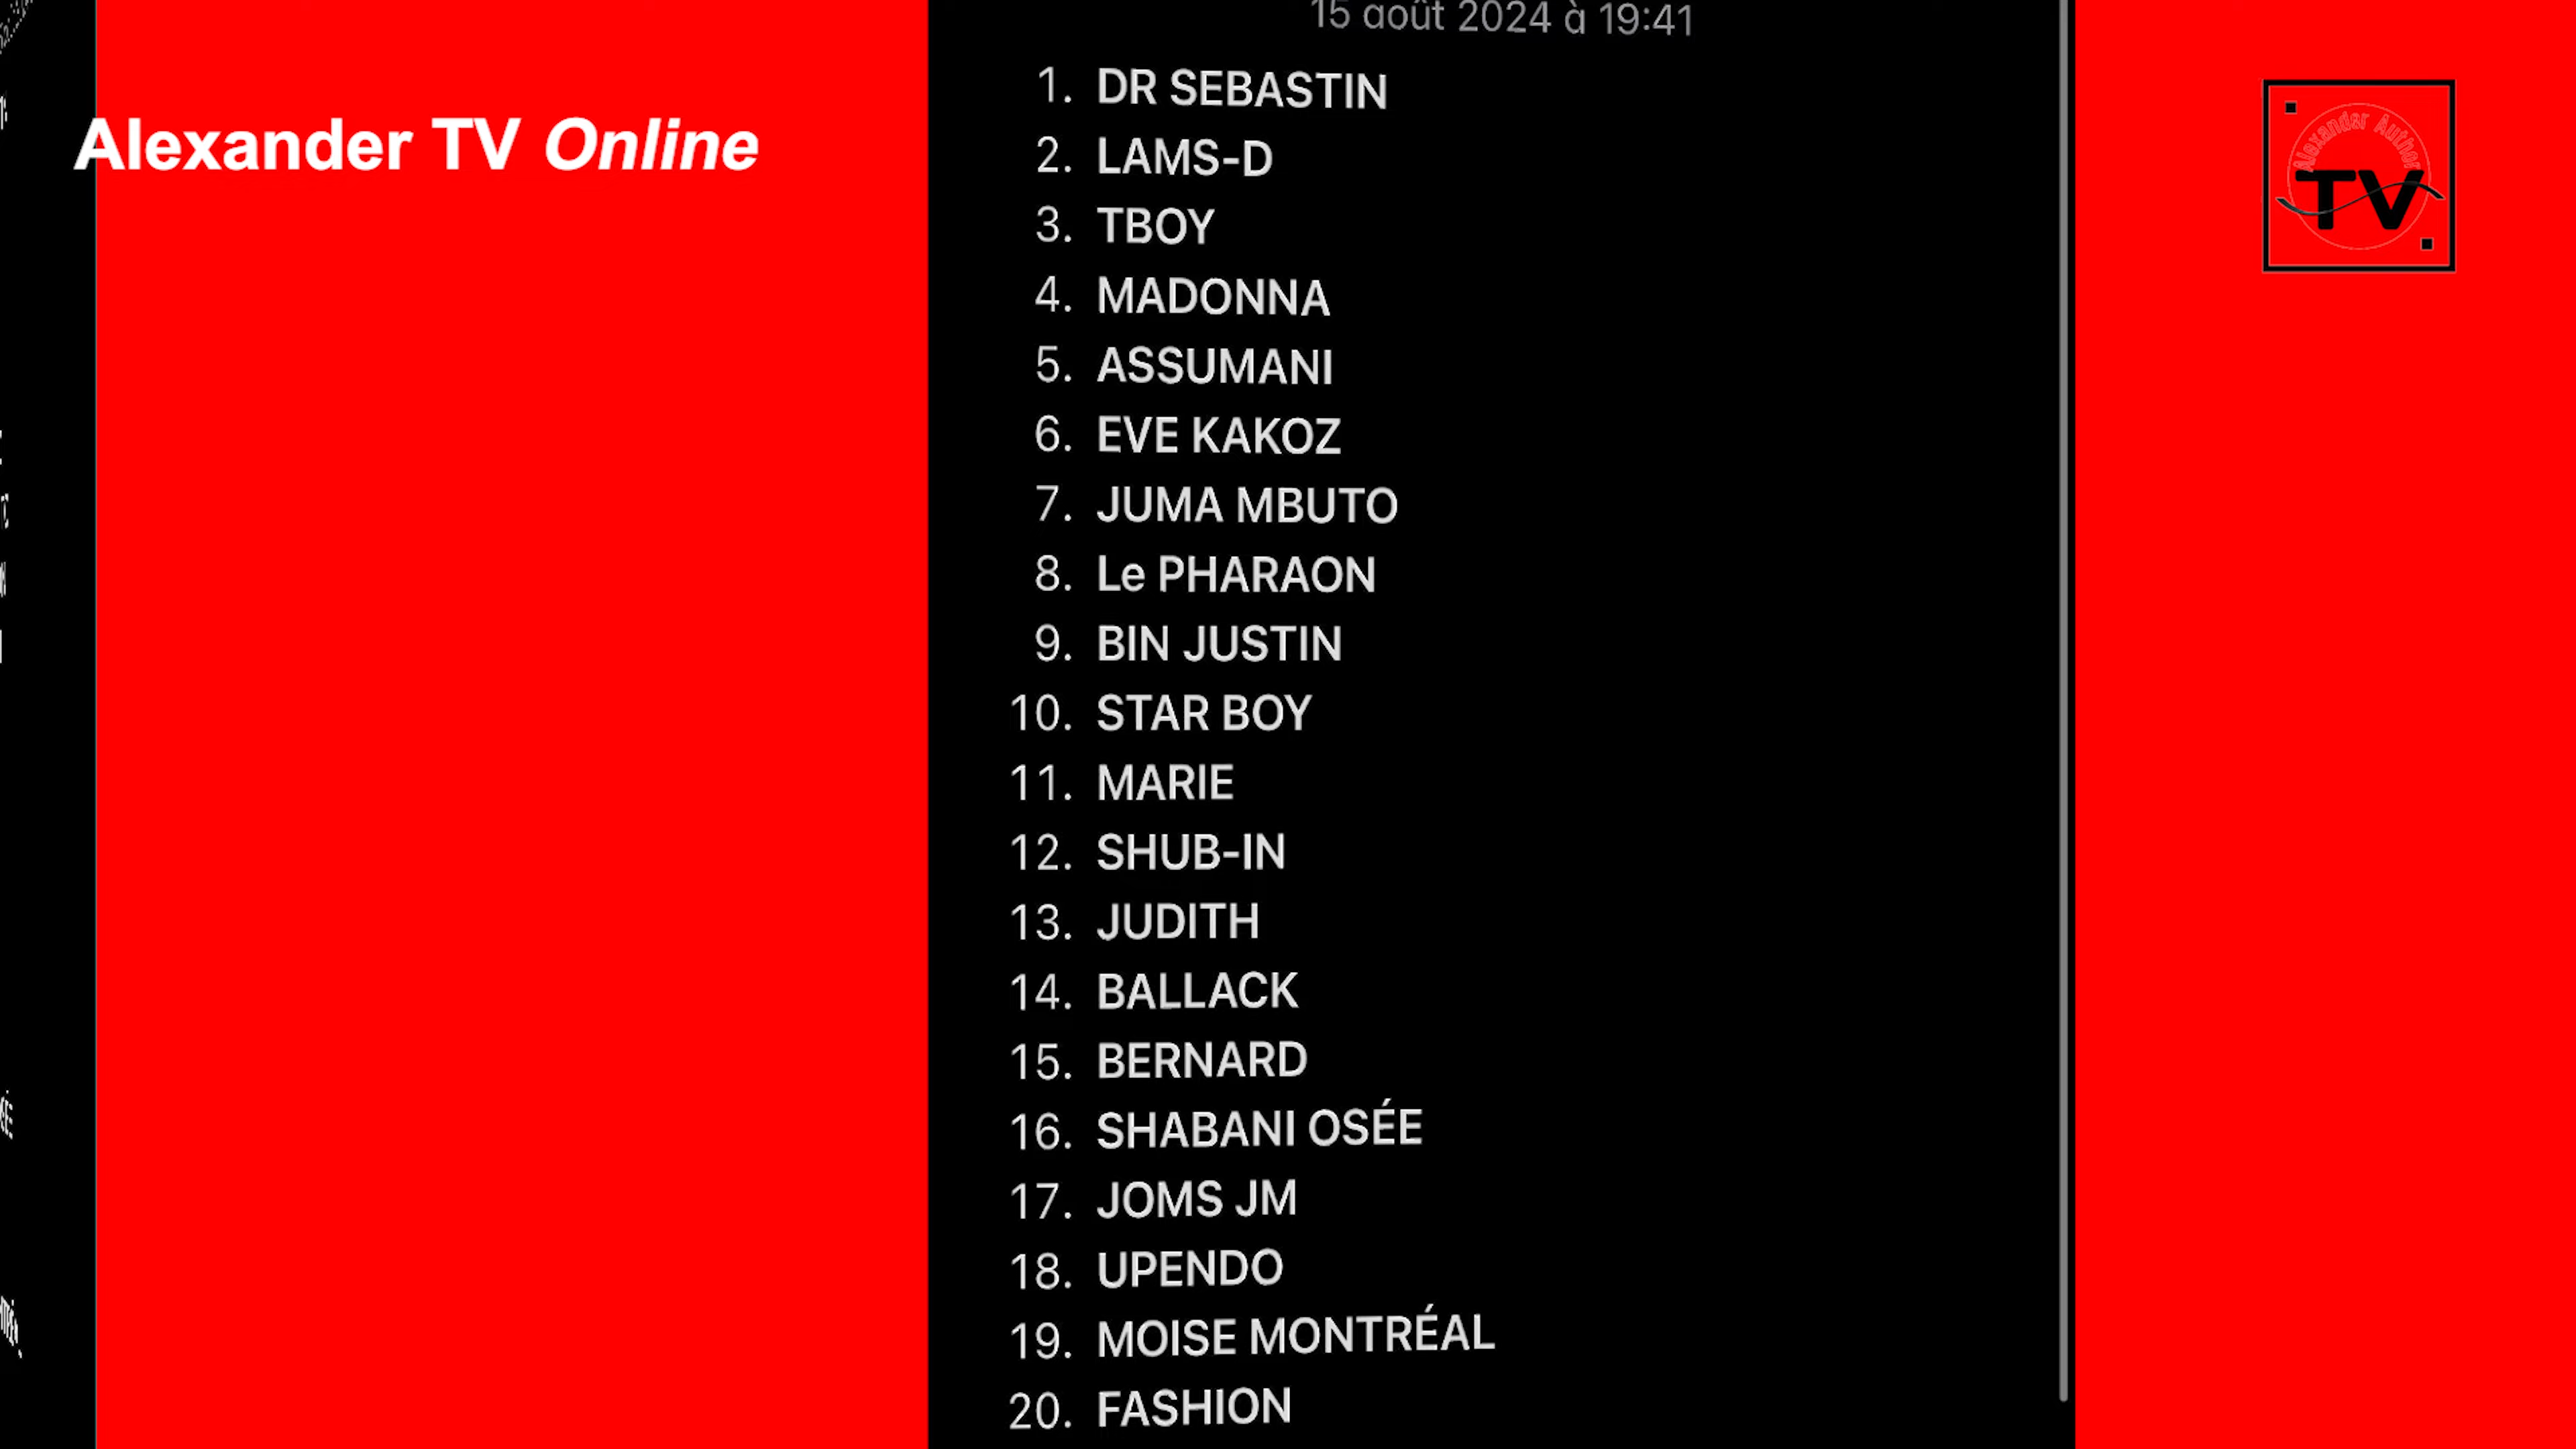 15 août 2024 à 19:41
Alexander TV Online
Alexander Author
TV
1. DR SEBASTIN
2. LAMS-D
3. TBOY
4. MADONNA
5. ASSUMANI
6. EVE KAKOZ
7. JUMA MBUTO
8. Le PHARAON
9. BIN JUSTIN
10. STAR BOY
11. MARIE
12. SHUB-IN
13. JUDITH
14. BALLACK
15. BERNARD
16. SHABANI OSÉE
17. JOMS JM
18. UPENDO
19. MOISE MONTRÉAL
20. FASHION